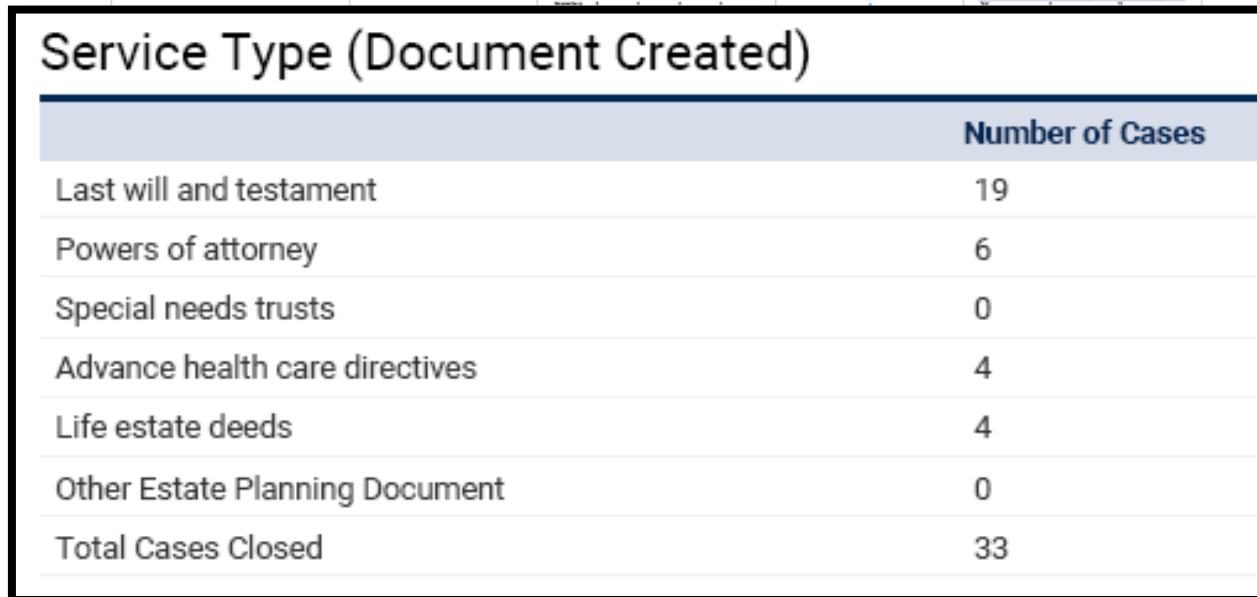 Service Type (Document Created)
Number of Cases
Last will and testament 19
Powers of attorney 6
Special needs trusts 0
Advance health care directives 4
Life estate deeds 4
Other Estate Planning Document 0
Total Cases Closed 33